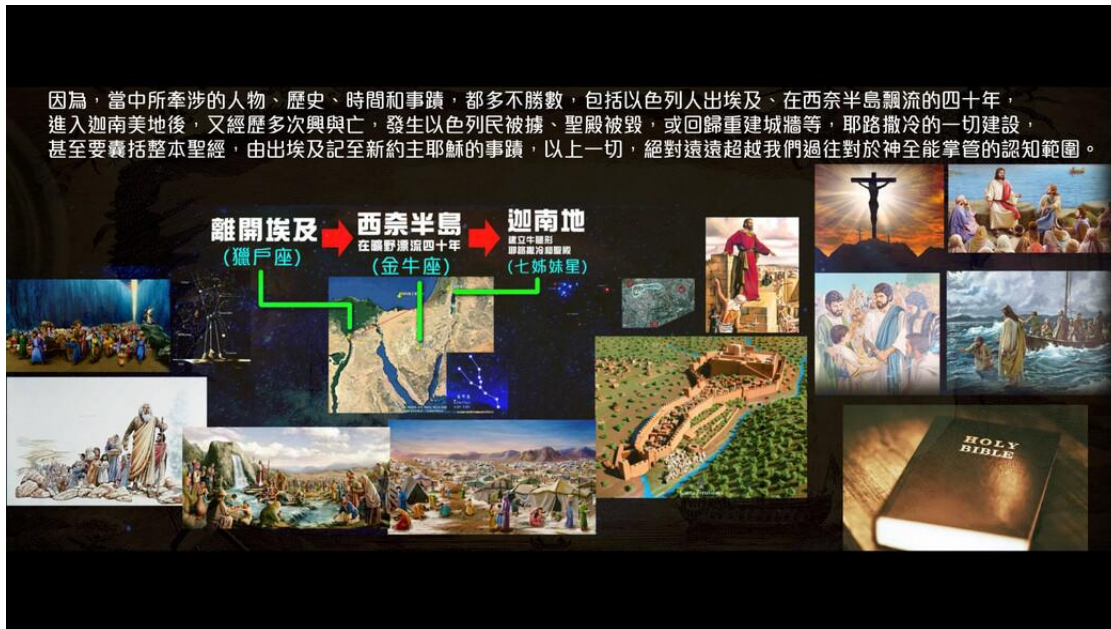 因為，當中所牽涉的人物、歷史、時間和事蹟，都多不勝數，包括以色列人出埃及、在西奈半島飄流的四十年，
進入迦南美地後，又經歷多次興與亡，發生以色列民被擄、聖殿被毀，或回歸重建城牆等，耶路撒冷的一切建設，
甚至要囊括整本聖經，由出埃及記至新約主耶穌的事蹟，以上一切，絕對遠遠超越我們過往對於神全能掌管的認知範圍。
離開埃及
(獵戶座)
西奈半島
在曠野漂流四十年
(金牛座)
迦南地
建立牛腿形
耶路撒冷和聖殿
(七姊妹星)
HOLY
BIBLE